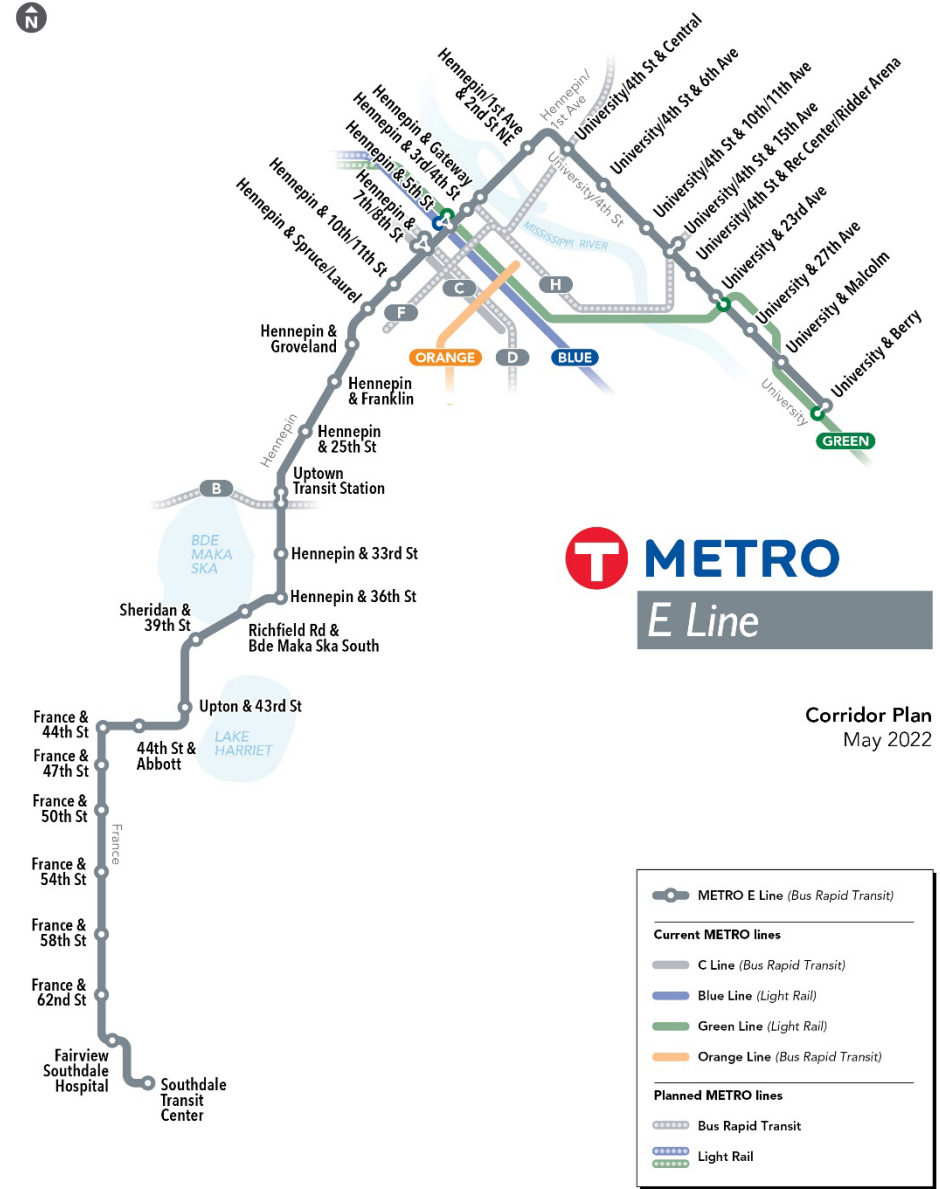 N
Hennepin/1st Ave
& 2nd St NE
Hennepin & Gateway
Hennepin & 3rd/4th St
Hennepin & 5th St
Hennepin &
7th/8th St
Hennepin & 10th/11th St
Hennepin & Spruce/Laurel
Hennepin &
Groveland
Hennepin
& Franklin
Hennepin
& 25th St
Uptown
Transit Station
Hennepin & 33rd St
Hennepin & 36th St
Richfield Rd &
Bde Maka Ska South
Sheridan &
39th St
Upton & 43rd St
44th St &
Abbott
France &
44th St
France &
47th St
France &
50th St
France &
54th St
France &
58th St
France &
62nd St
Fairview
Southdale
Hospital
Southdale
Transit
Center
Hennepin/
1st Ave
University/4th St
University/4th St & Central
University/4th St & 6th Ave
University/4th St & 10th/11th Ave
University/4th St & 15th Ave
University/4th St & Rec Center/Ridder Arena
University & 23rd Ave
University & 27th Ave
University & Malcolm
University & Berry
University
MISSISSIPPI RIVER
Hennepin
France
BDE
MAKA
SKA
LAKE
HARRIET
B
F
C
H
D
ORANGE
BLUE
GREEN
T METRO
E Line
Corridor Plan
May 2022
METRO E Line (Bus Rapid Transit)
Current METRO lines
C Line (Bus Rapid Transit)
Blue Line (Light Rail)
Green Line (Light Rail)
Orange Line (Bus Rapid Transit)
Planned METRO lines
Bus Rapid Transit
Light Rail